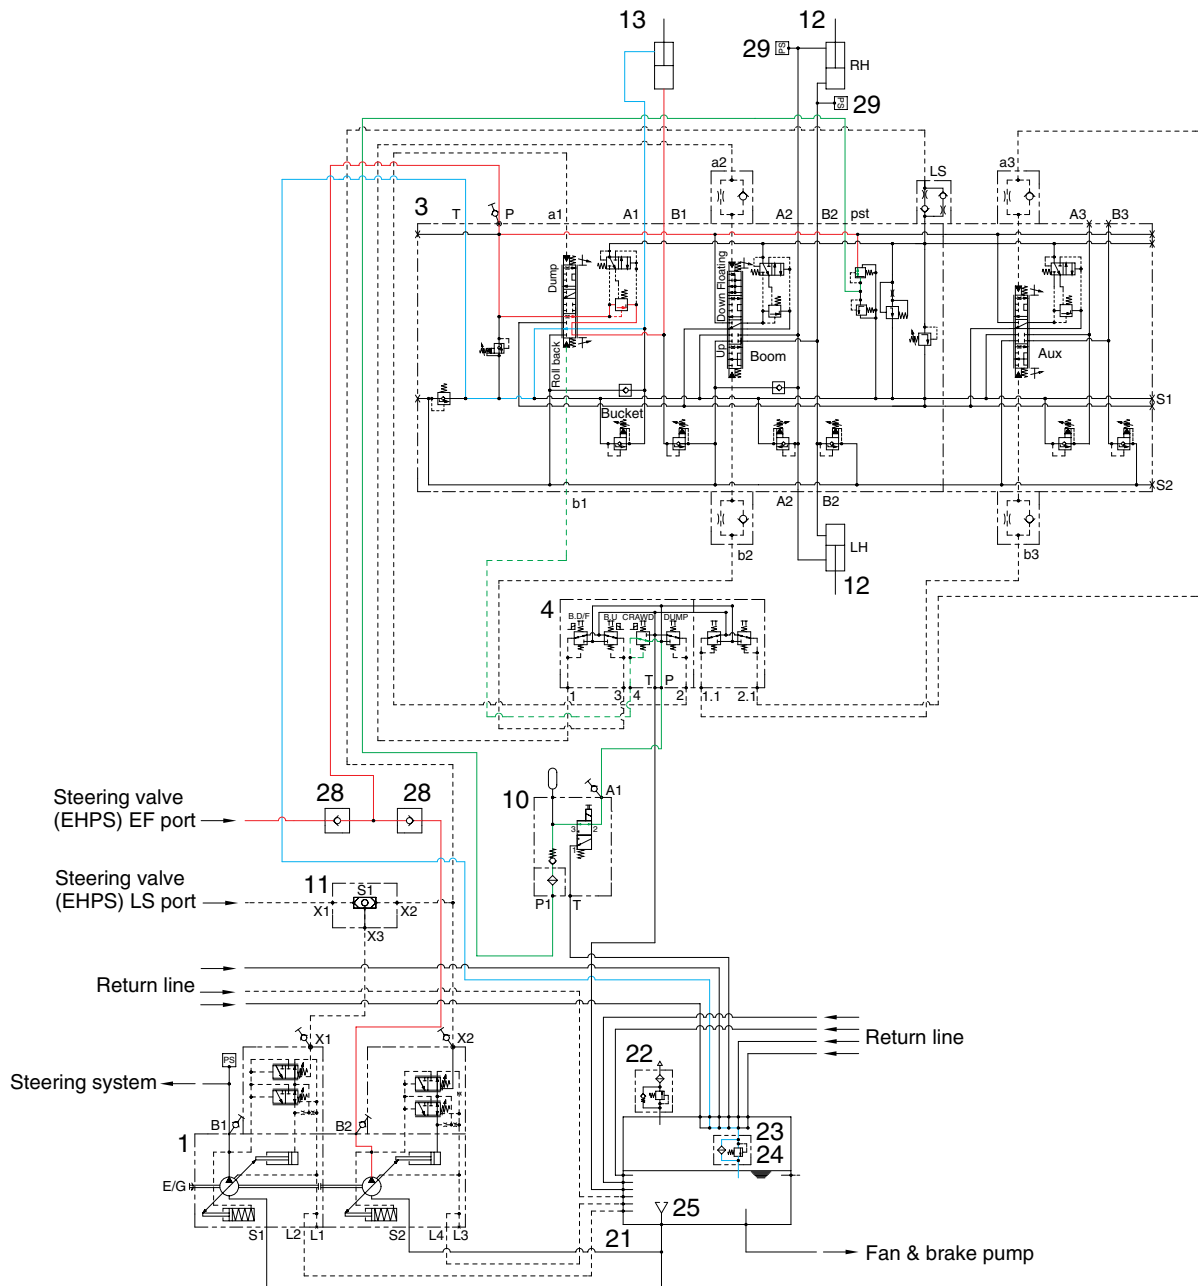 13
12
29
PS
RH
PS
29
a2
LS
a3
3
T
P
a1
A1
B1
A2
B2
pst
A3
B3
Dump
Down Floating
Roll back
Up
Boom
Aux
Bucket
S1
S2
b1
A2
B2
b2
LH
b3
12
4
B.D/F
B.U
CRAWD
DUMP
T
P
1
3
4
2
1.1
2.1
Steering valve
(EHPS) EF port
28
28
10
A1
3
2
1
P1
T
Steering valve
(EHPS) LS port
11
S1
X1
X2
X3
Return line
Return line
X1
X2
PS
Steering system
22
B1
B2
1
23
24
E/G
25
S1
L2
L1
S2
L4
L3
21
Fan & brake pump